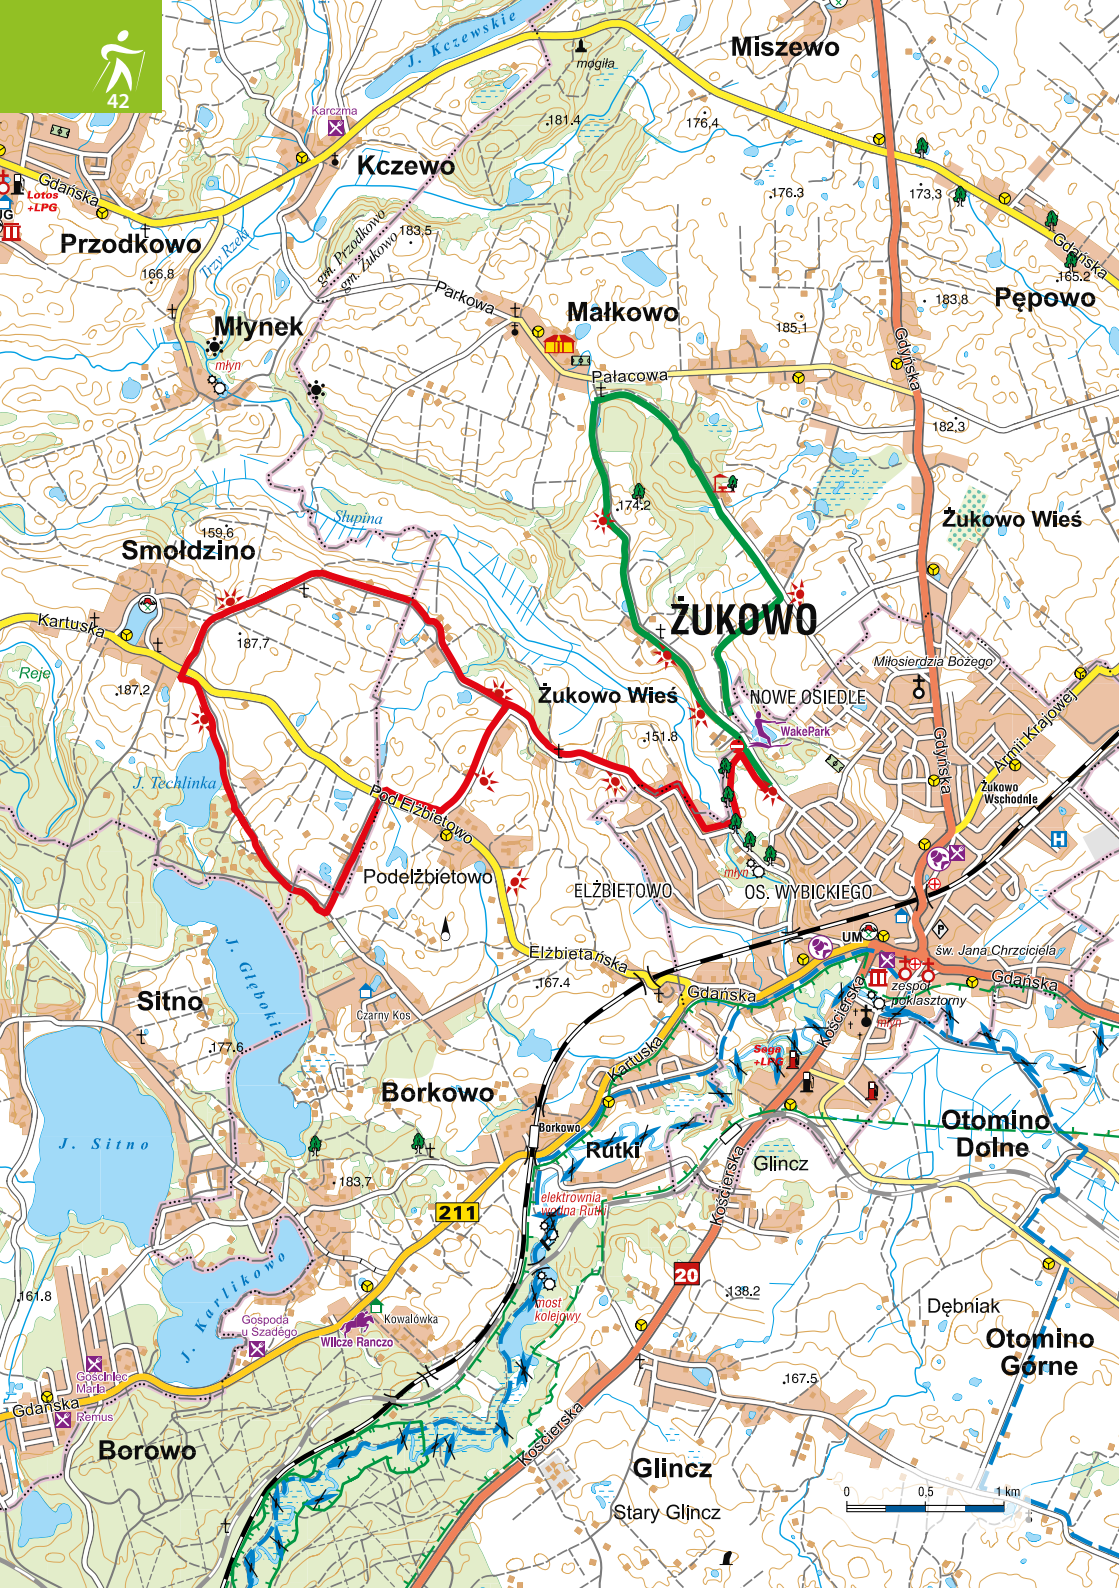 42
J. Kczewskie
mogiła
Miszewo
Karczma
181.4
176,4
Kczewo
Gdańska
Lotos
+LPG
UG
Przodkowo
166,8
Trzy Rzeki
gm. Przodkowo
gm. Żukowo
183,5
176.3
173,3
Gdańska
165.2
Pępowo
183,8
Parkowa
Małkowo
185,1
Młynek
młyn
Gdyńska
Pałacowa
182,3
174.2
Żukowo Wieś
Słupina
159,6
Smołdzino
Kartuska
187,7
ŻUKOWO
Reje
187,2
Miłosierdzia Bożego
Żukowo Wieś
NOWE OSIEDLE
WakePark
151.8
Gdyńska
Armii Krajowej
J. Techlinka
Pod Elżbietowo
Żukowo
Wschodnie
H
Podelżbietowo
ELŻBIETOWO
młyn
OS. WYBICKIEGO
J. Głębokie
UM
P
św. Jana Chrzciciela
Elżbietańska
167.4
Gdańska
zespół
poklasztorny
Gdańska
Sitno
Czarny Kos
Kościerska
młyn
177.6
Kartuska
Saga
+LPG
Borkowo
Borkowo
Otomino
Dolne
J. Sitno
Rutki
Glincz
183,7
elektrownia
wodna Rutki
Kościerska
211
J. Karlikowo
20
161.8
138.2
most
kolejowy
Dębniak
Gospoda
u Szadego
Kowalówka
Wilcze Ranczo
Otomino
Górne
Gościniec
Maria
167.5
Gdańska
Remus
Kościerska
Borowo
Glincz
0 0,5 1 km
Stary Glincz